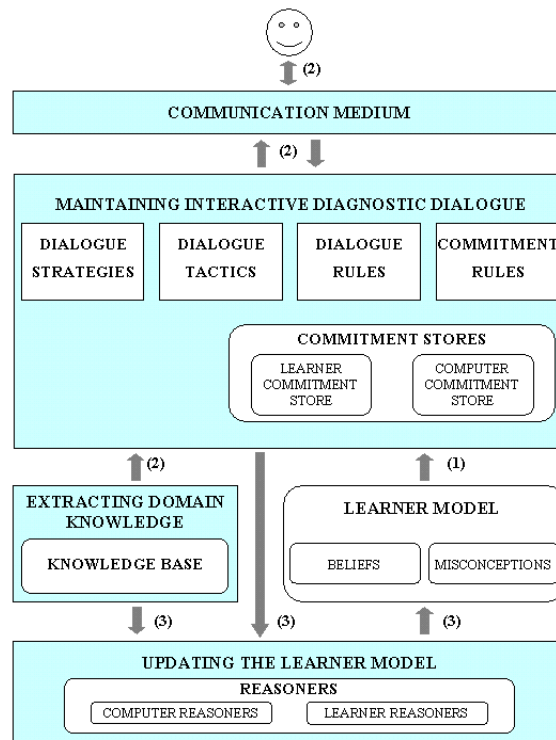 (2)
COMMUNICATION MEDIUM
(2)
MAINTAINING INTERACTIVE DIAGNOSTIC DIALOGUE
DIALOGUE
STRATEGIES
DIALOGUE
TACTICS
DIALOGUE
RULES
COMMITMENT
RULES
COMMITMENT STORES
LEARNER
COMMITMENT
STORE
COMPUTER
COMMITMENT
STORE
(2)
(1)
EXTRACTING DOMAIN
KNOWLEDGE
KNOWLEDGE BASE
LEARNER MODEL
BELIEFS
MISCONCEPTIONS
(3)
(3)
(3)
UPDATING THE LEARNER MODEL
REASONERS
COMPUTER REASONERS
LEARNER REASONERS